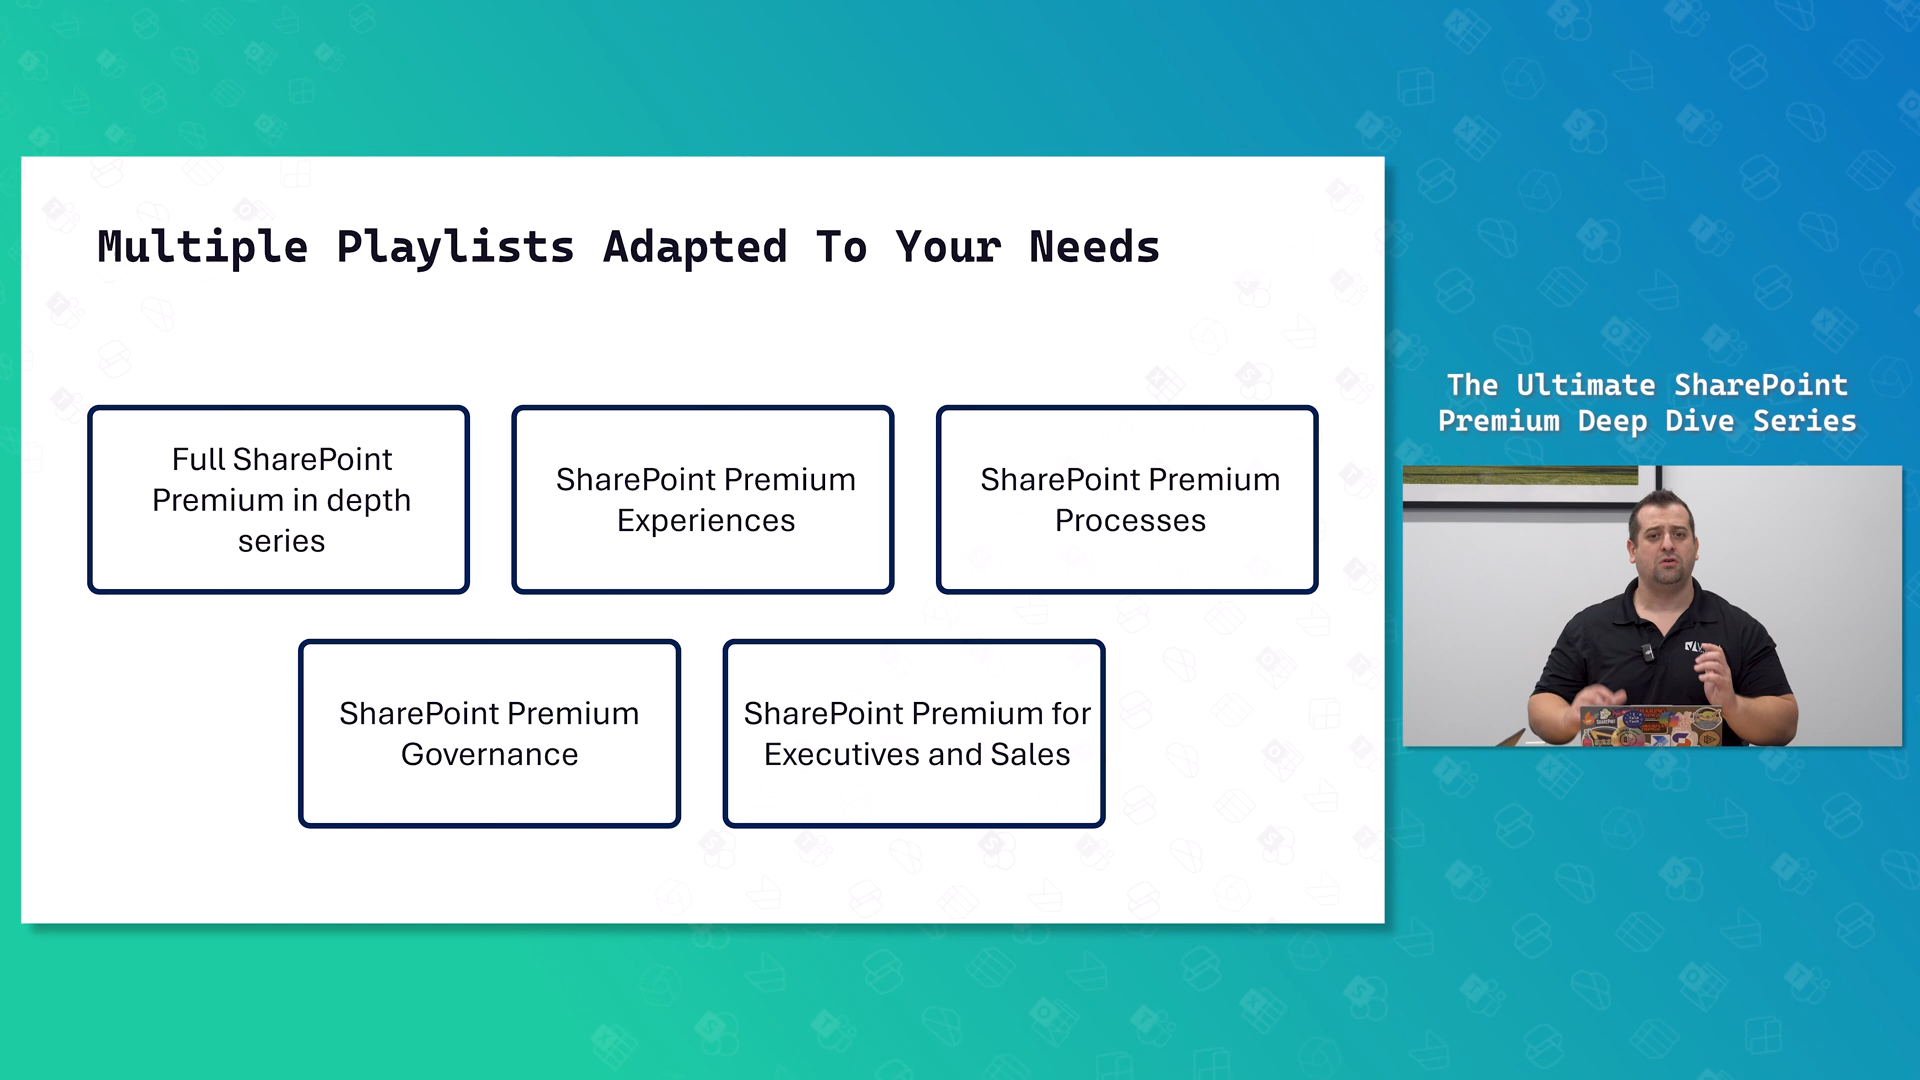 Multiple Playlists Adapted To Your Needs
Full SharePoint
Premium in depth
series
SharePoint Premium
Experiences
SharePoint Premium
Processes
SharePoint Premium
Governance
SharePoint Premium for
Executives and Sales
The Ultimate SharePoint
Premium Deep Dive Series